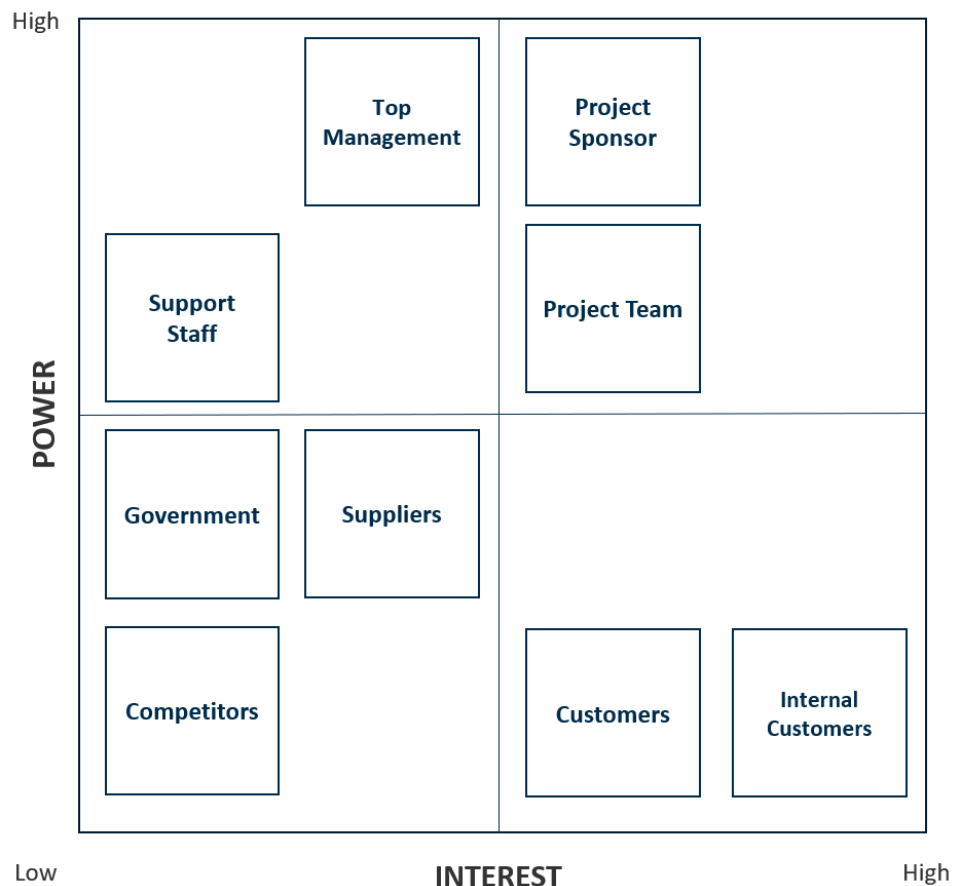 High
Top
Management
Project
Sponsor
Support
Staff
Project Team
POWER
Government
Suppliers
Competitors
Customers
Internal
Customers
Low
INTEREST
High